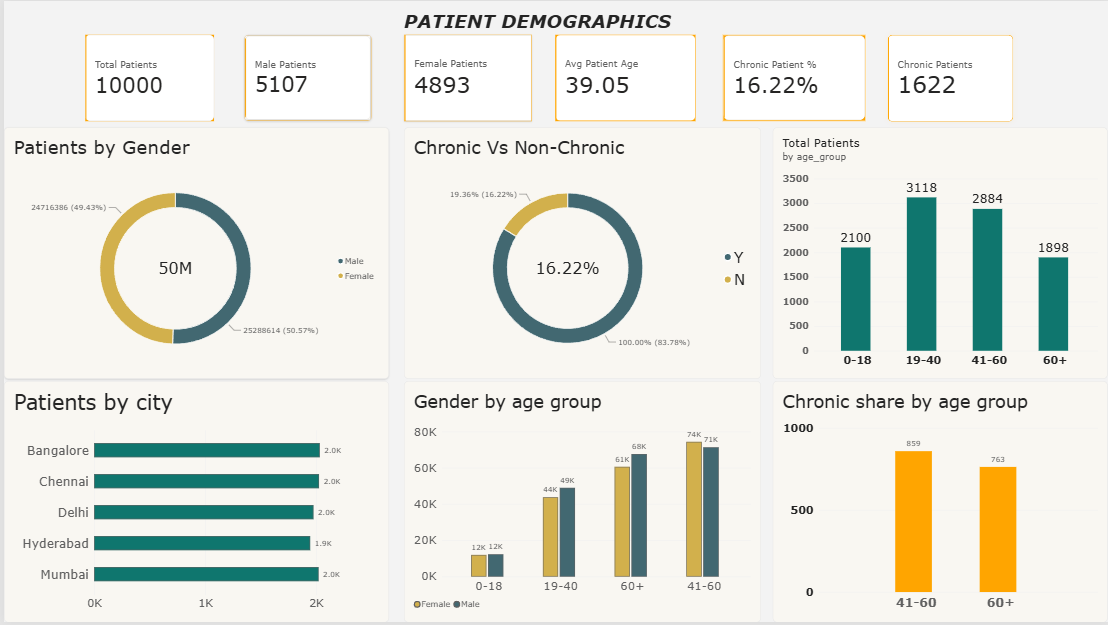 PATIENT DEMOGRAPHICS
Total Patients
10000
Male Patients
5107
Female Patients
4893
Avg Patient Age
39.05
Chronic Patient %
16.22%
Chronic Patients
1622
Patients by Gender
24716386 (49.43%)
50M
25288614 (50.57%)
Male
Female
Chronic Vs Non-Chronic
19.36% (16.22%)
16.22%
100.00% (83.78%)
Y
N
Total Patients
by age_group
3500
3000
2500
2000
1500
1000
500
0
2100
3118
2884
1898
0-18
19-40
41-60
60+
Patients by city
Bangalore
2.0K
Chennai
2.0K
Delhi
2.0K
Hyderabad
1.9K
Mumbai
2.0K
0K
1K
2K
Gender by age group
80K
60K
40K
20K
0K
12K
12K
44K
49K
61K
68K
74K
71K
0-18
19-40
60+
41-60
Female
Male
Chronic share by age group
1000
500
0
859
763
41-60
60+